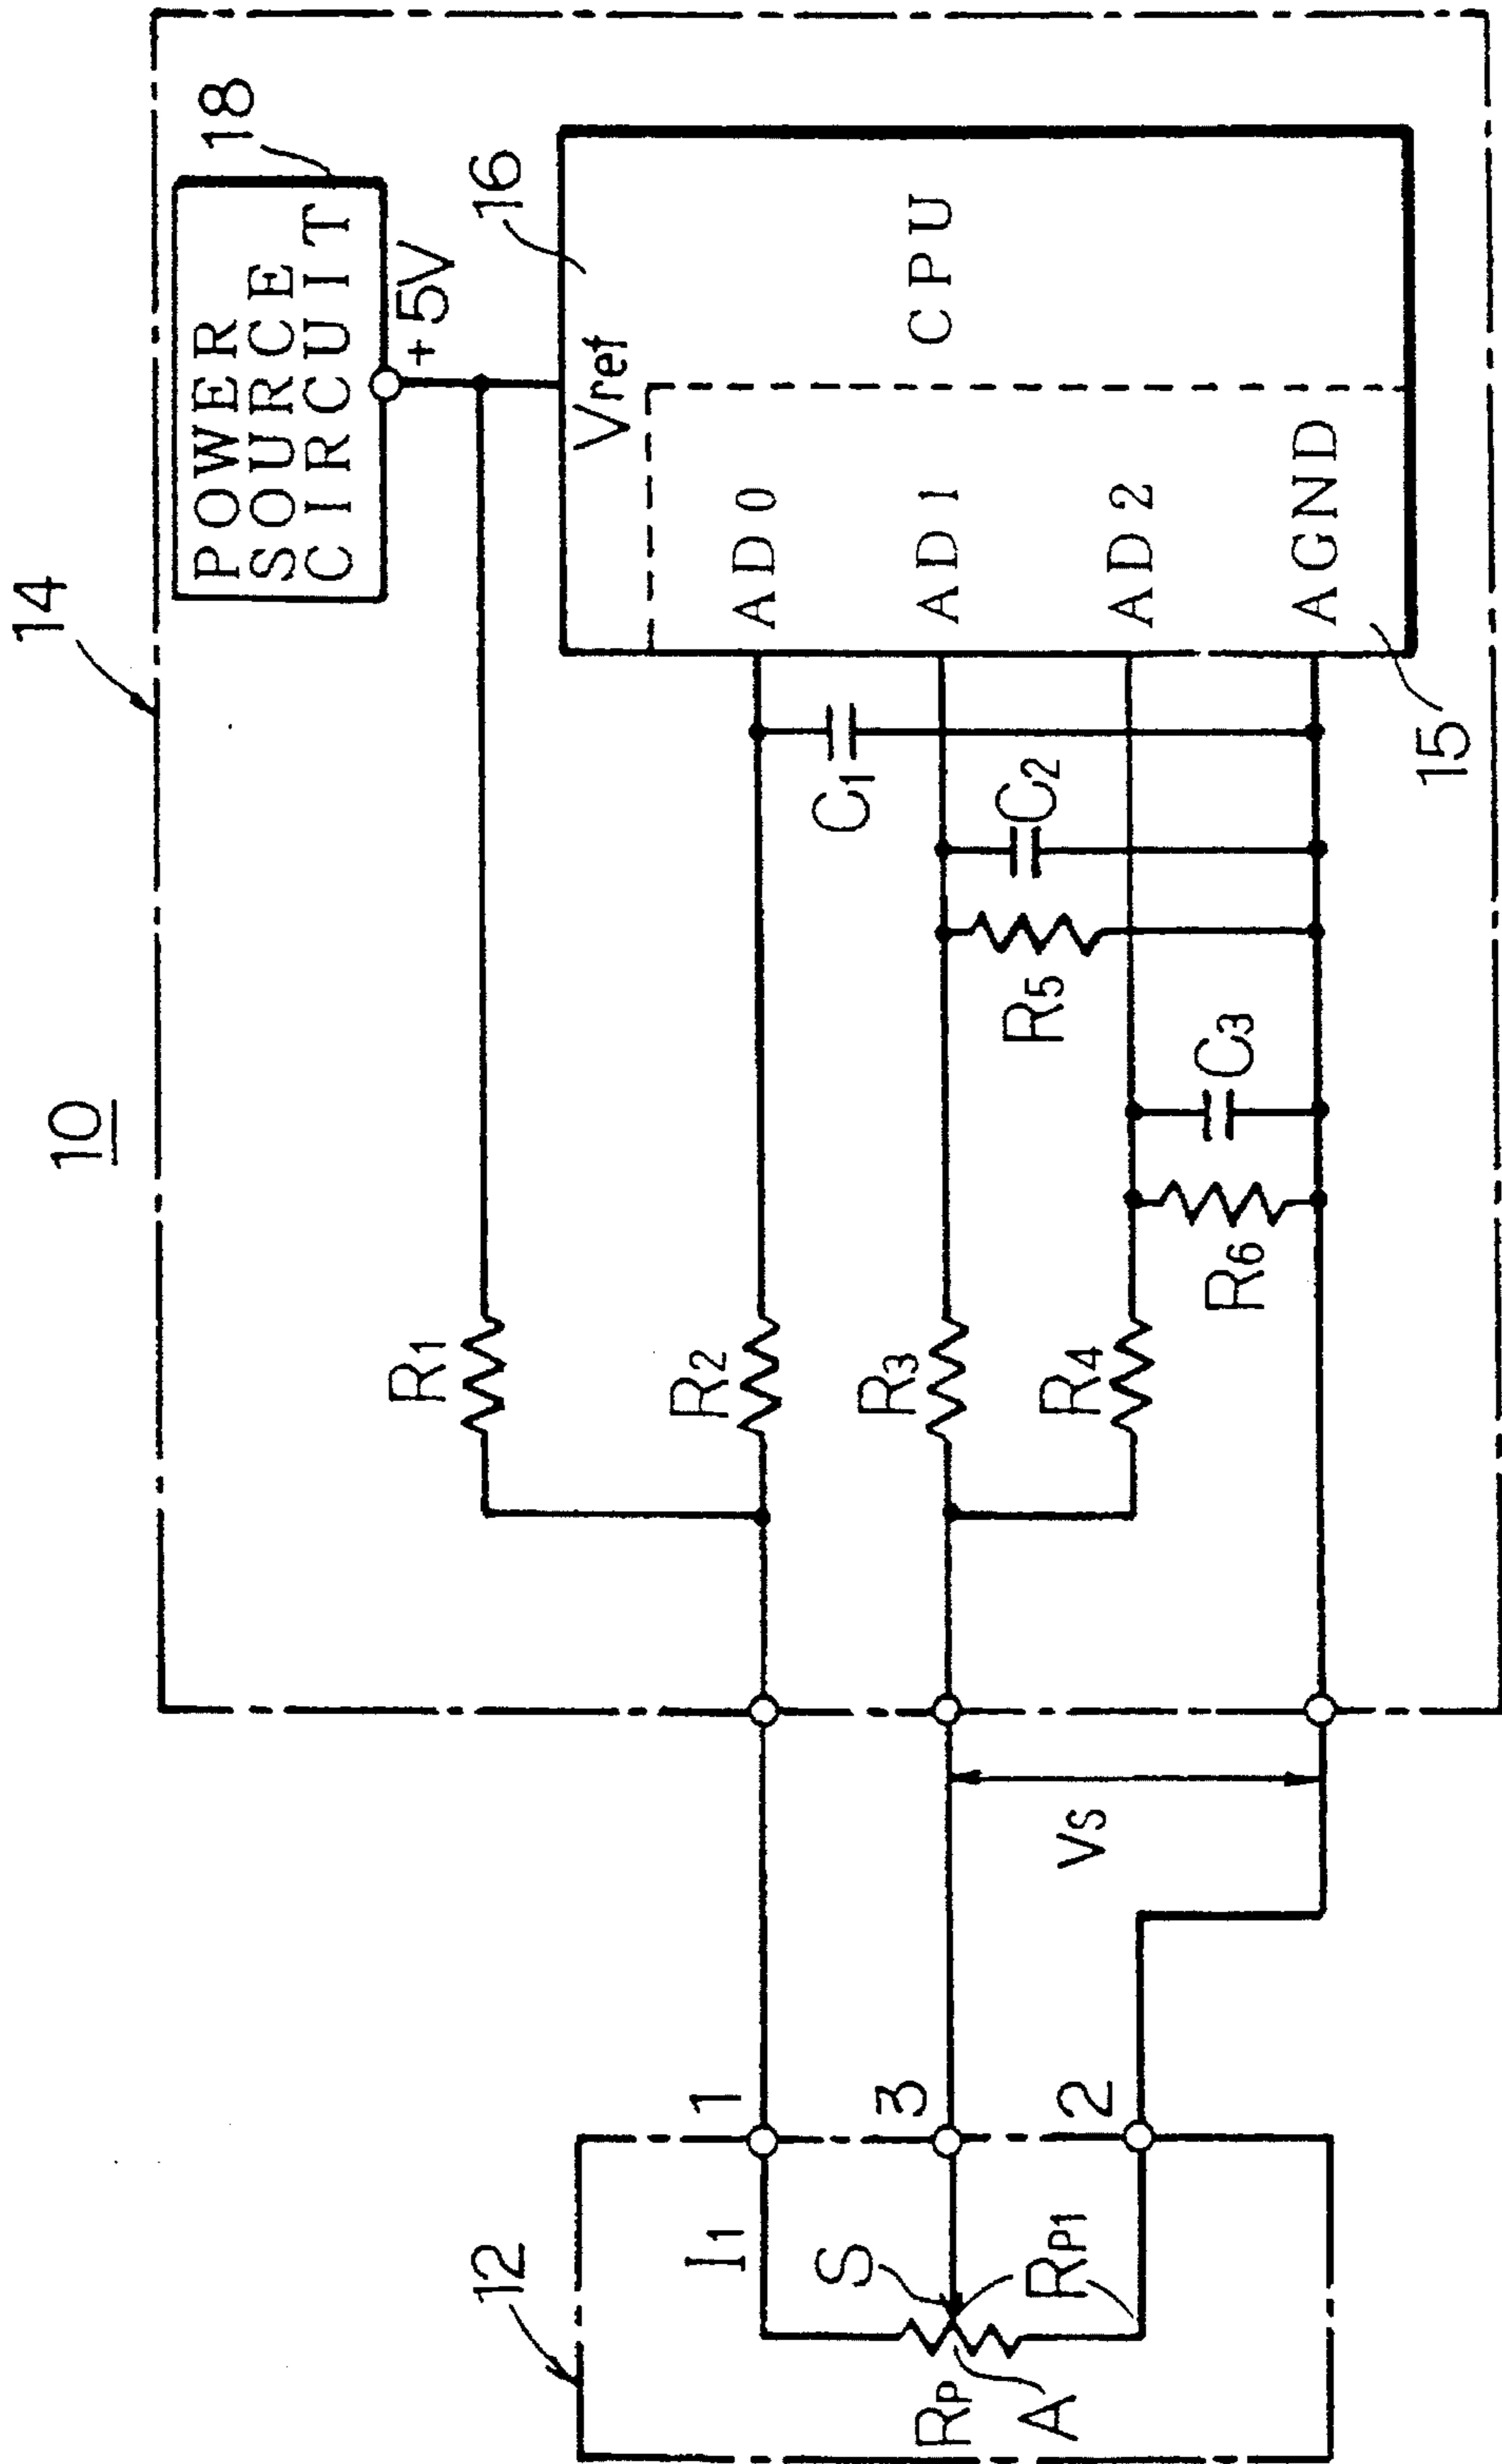 10
14
18
POWER
SOURCE
CIRCUIT
+5V
16
Vref
CPU
AD0
AD1
AD2
AGND
15
R1
R2
R3
R4
R5
R6
C1
C2
C3
VS
12
1
3
2
I1
S
RP1
RP
A